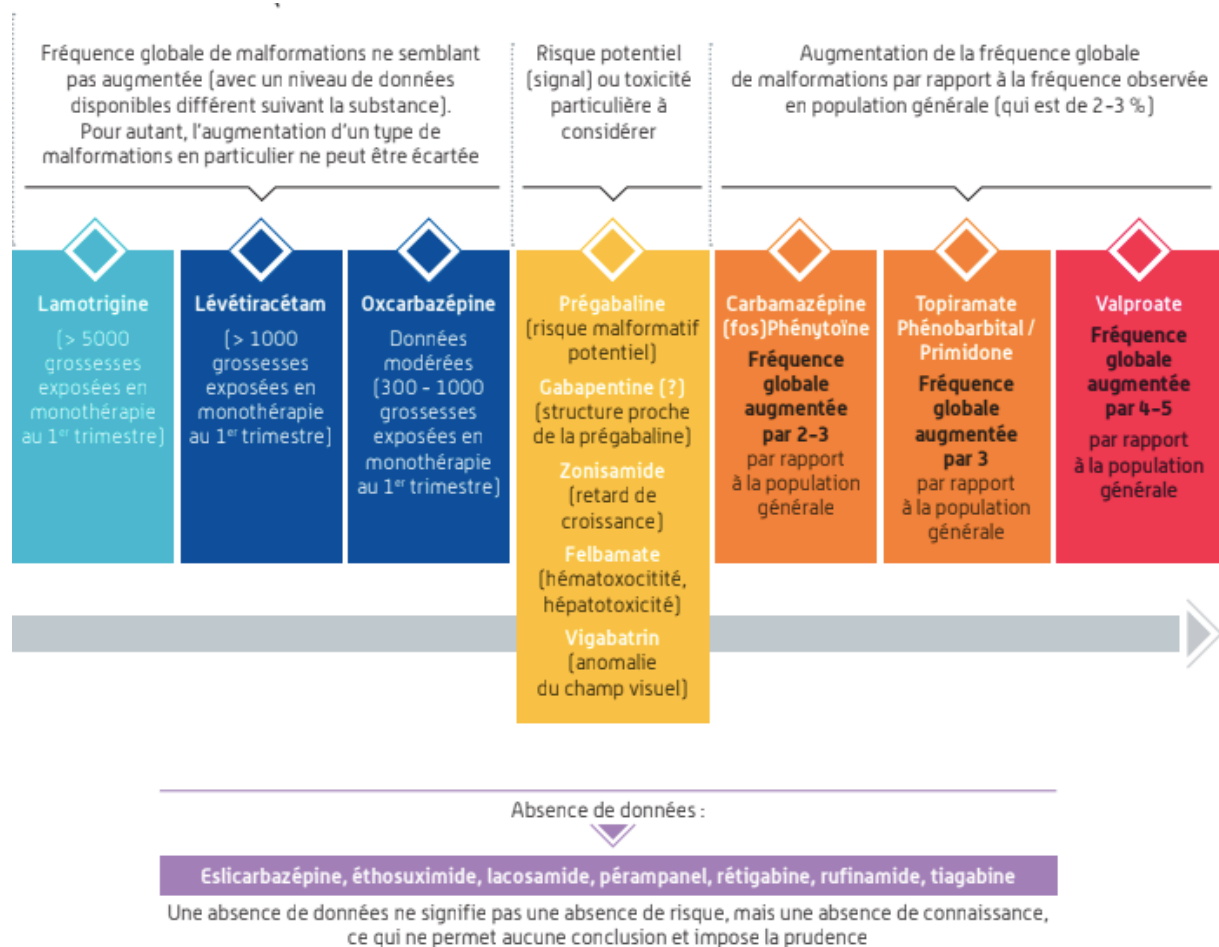 Fréquence globale de malformations ne semblant
pas augmentée (avec un niveau de données
disponibles différent suivant la substance).
Pour autant, l'augmentation d'un type de
malformations en particulier ne peut être écartée
Risque potentiel
(signal) ou toxicité
particulière à
considérer
Augmentation de la fréquence globale
de malformations par rapport à la fréquence observée
en population générale (qui est de 2-3 %)
Lamotrigine
(> 5000
grossesses
exposées en
monothérapie
au 1er trimestre)
Lévétiracétam
(> 1000
grossesses
exposées en
monothérapie
au 1er trimestre)
Oxcarbazépine
Données
modérées
(300 - 1000
grossesses
exposées en
monothérapie
au 1er trimestre)
Prégabaline
(risque malformatif
potentiel)
Gabapentine (?)
(structure proche
de la prégabaline)
Zonisamide
(retard de
croissance)
Felbamate
(hématoxocitité,
hépatotoxicité)
Vigabatrin
(anomalie
du champ visuel)
Carbamazépine
(fos)Phénytoïne
Fréquence
globale
augmentée
par 2-3
par rapport
à la population
générale
Topiramate
Phénobarbital /
Primidone
Fréquence
globale
augmentée
par 3
par rapport
à la population
générale
Valproate
Fréquence
globale
augmentée
par 4-5
par rapport
à la population
générale
Absence de données :
Eslicarbazépine, éthosuximide, lacosamide, pérampanel, rétigabine, rufinamide, tiagabine
Une absence de données ne signifie pas une absence de risque, mais une absence de connaissance,
ce qui ne permet aucune conclusion et impose la prudence